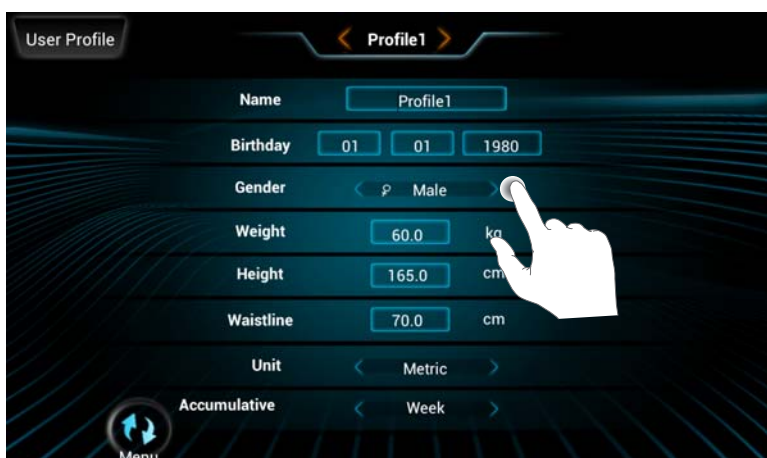 User Profile
Profile1
Name Profile1
Birthday 01 01 1980
Gender Male
Weight 60.0 kg
Height 165.0 cm
Waistline 70.0 cm
Unit Metric
Accumulative Week
Menu